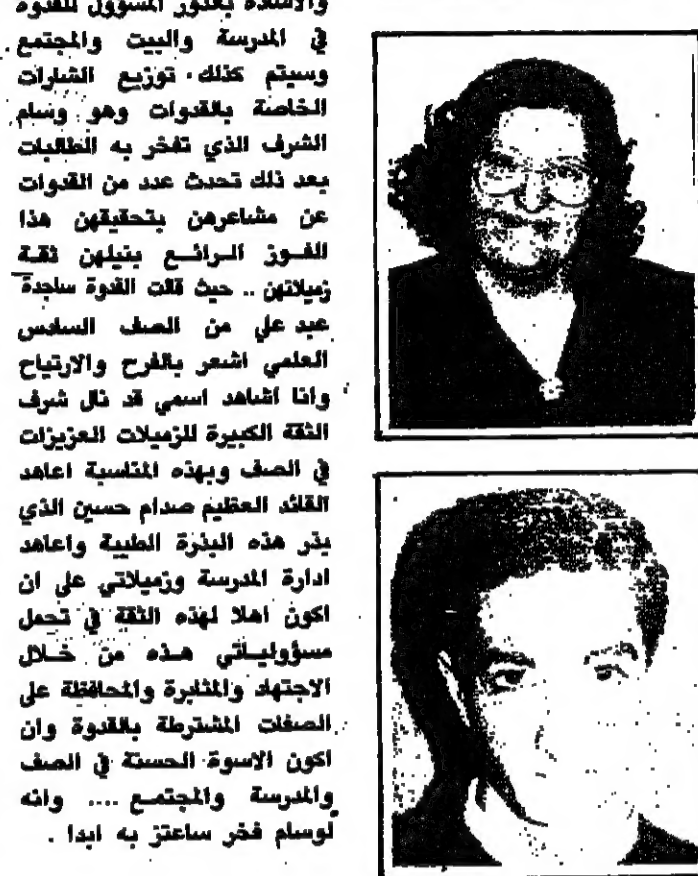 والاشادة بالدور المسؤول للقدوة
في المدرسة والبيت والمجتمع .
وسيتم كذلك توزيع الشارات
الخاصة بالقدوات وهو وسام
الشرف الذي تفخر به الطالبات
بعد ذلك تحدث عدد من القدوات
عن مشاعرهن بتحقيقهن هذا
الفوز الرائع بنيلهن ثقة
زميلاتهن .. حيث قالت القدوة ساجدة
عبد علي من الصف السادس
العلمي اشعر بالفرح والارتياح
وانا اشاهد اسمي قد نال شرف
الثقة الكبيرة للزميلات العزيزات
في الصف وبهذه المناسبة اعاهد
القائد العظيم صدام حسين الذي
بذر هذه البذرة الطيبة واعاهد
ادارة المدرسة وزميلاتي على ان
اكون اهلا لهذه الثقة في تحمل
مسؤولياتي هذه من خلال
الاجتهاد والمثابرة والمحافظة على
الصفات المشترطة بالقدوة وان
اكون الاسوة الحسنة في الصف
والمدرسة والمجتمع .... وانه
لوسام فخر ساعتز به ابدا .